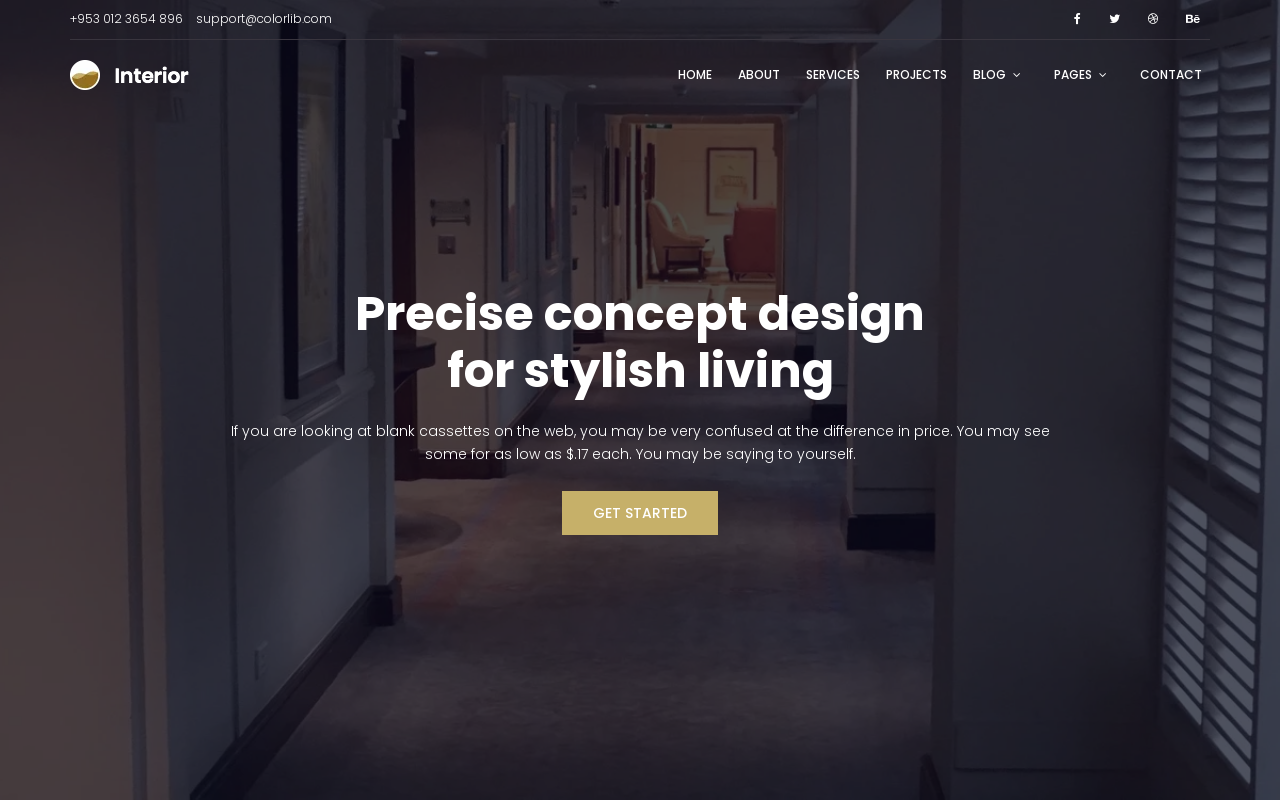 +953 012 3654 896 support@colorlib.com
Bē
Interior
HOME ABOUT SERVICES PROJECTS BLOG PAGES CONTACT
Precise concept design
for stylish living
If you are looking at blank cassettes on the web, you may be very confused at the difference in price. You may see
some for as low as $.17 each. You may be saying to yourself.
GET STARTED